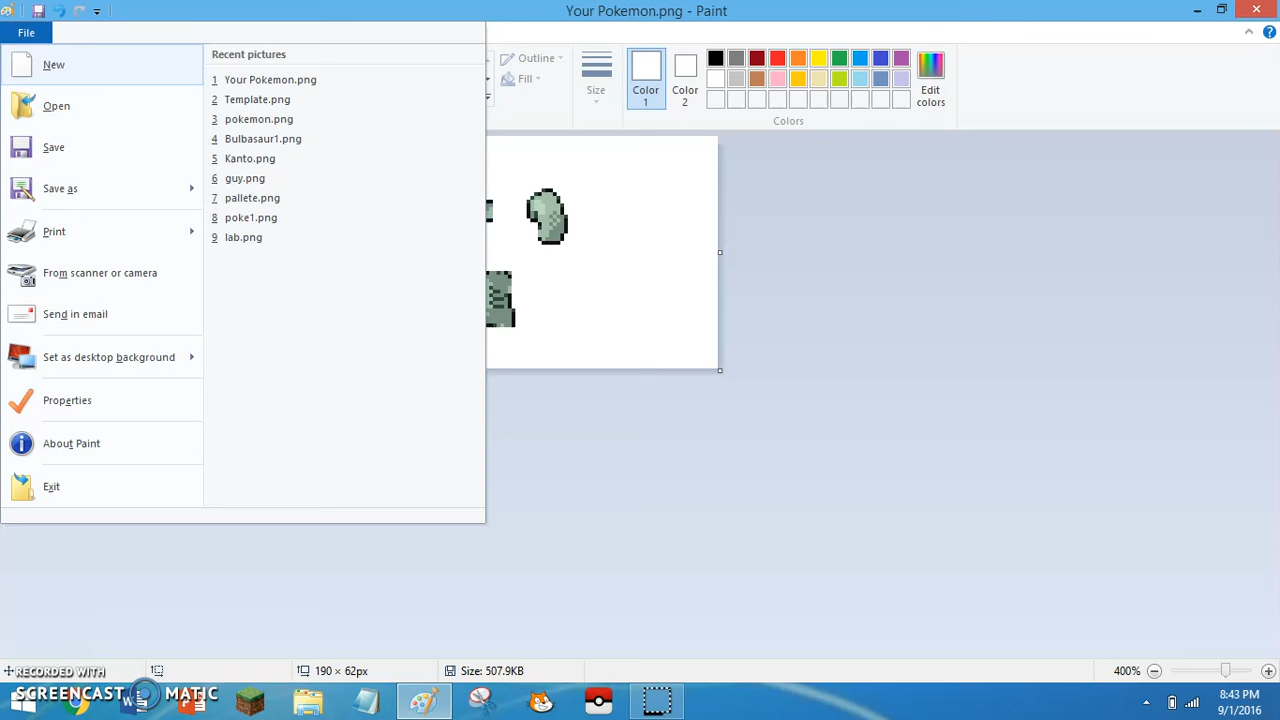 Your Pokemon.png - Paint
File
New
Open
Save
Save as
Print
From scanner or camera
Send in email
Set as desktop background
Properties
About Paint
Exit
Recent pictures
1 Your Pokemon.png
2 Template.png
3 pokemon.png
4 Bulbasaur1.png
5 Kanto.png
6 guy.png
7 pallete.png
8 poke1.png
9 lab.png
Outline
Fill
Size
Color 1
Color 2
Edit colors
Colors
190 × 62px
Size: 507.9KB
400%
RECORDED WITH
SCREENCAST MATIC
8:43 PM
9/1/2016